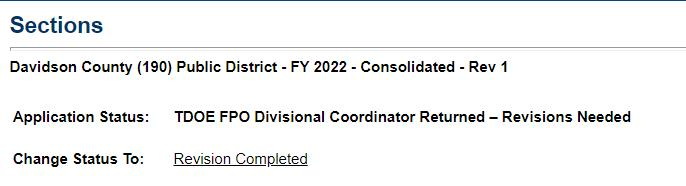 Sections
Davidson County (190) Public District - FY 2022 - Consolidated - Rev 1
Application Status: TDOE FPO Divisional Coordinator Returned – Revisions Needed
Change Status To: Revision Completed